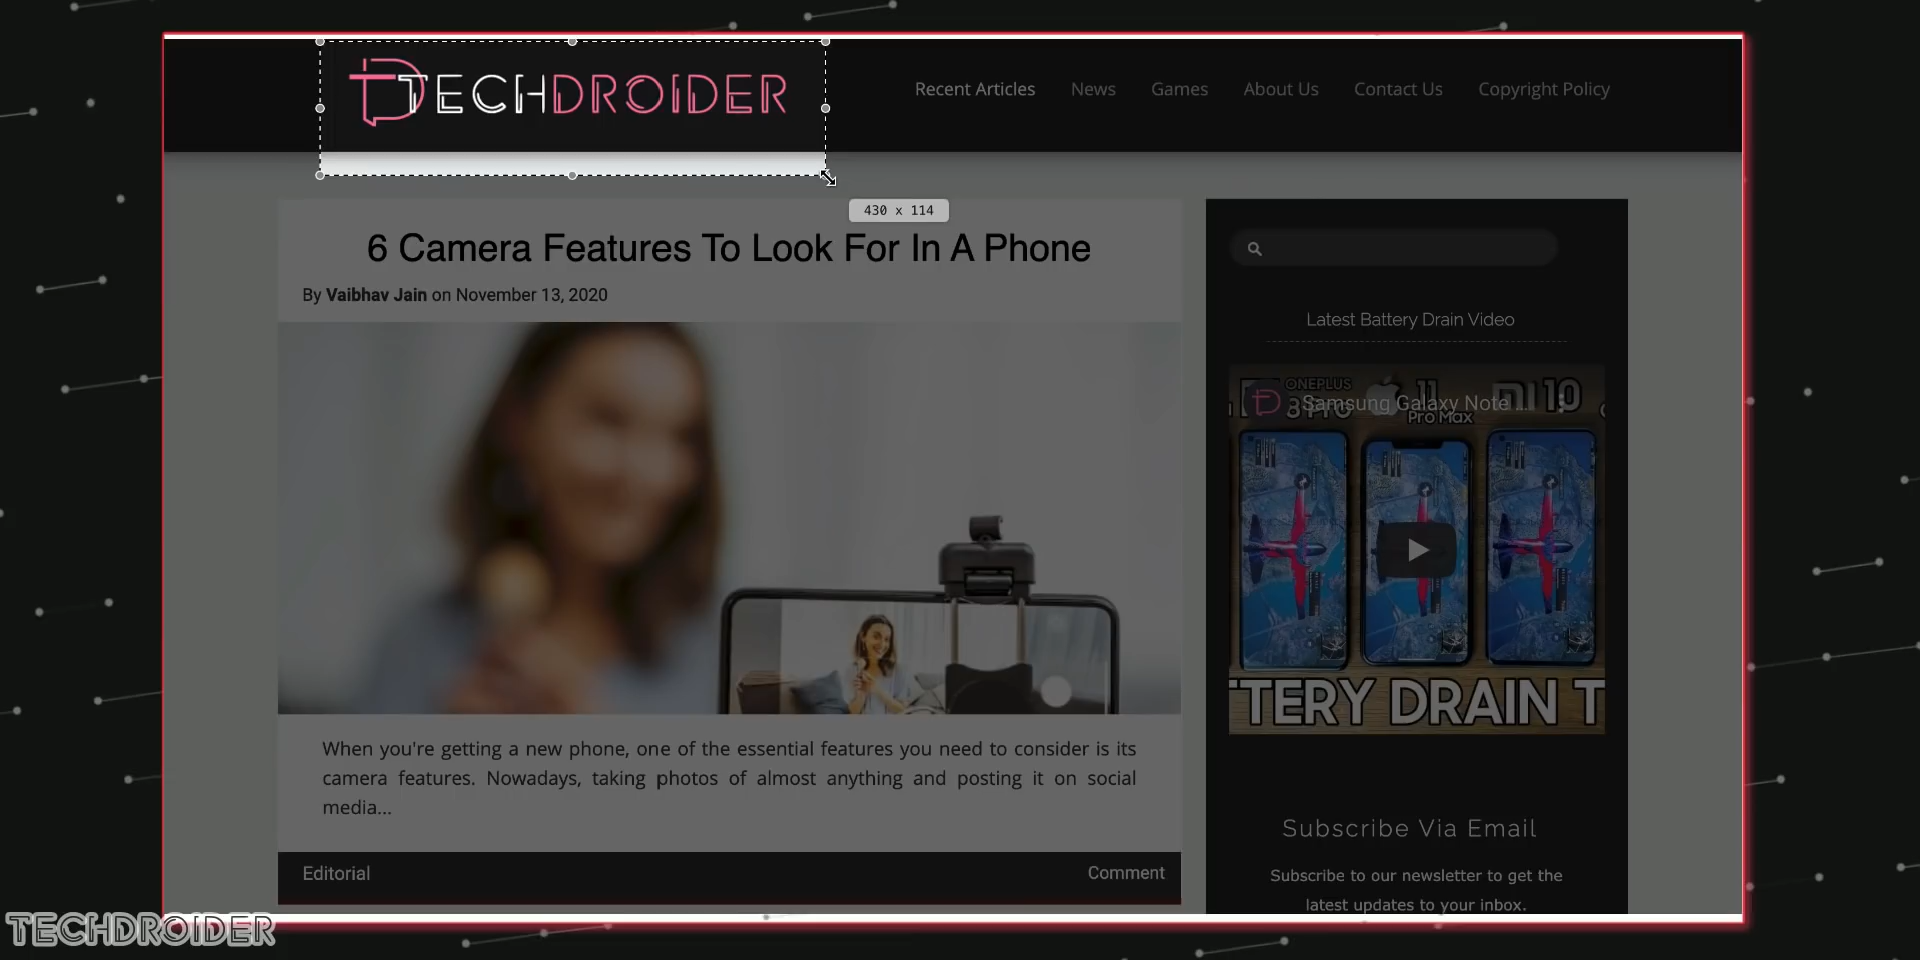 TECHDROIDER
Recent Articles News Games About Us Contact Us Copyright Policy
430 x 114
6 Camera Features To Look For In A Phone
By Vaibhav Jain on November 13, 2020
Latest Battery Drain Video
ONEPLUS
11
MI 10
Samsung Galaxy Note ...
Pro Max
TTERY DRAIN T
When you're getting a new phone, one of the essential features you need to consider is its
camera features. Nowadays, taking photos of almost anything and posting it on social
media...
Subscribe Via Email
Editorial Comment
Subscribe to our newsletter to get the
latest updates to your inbox.
TECHDROIDER